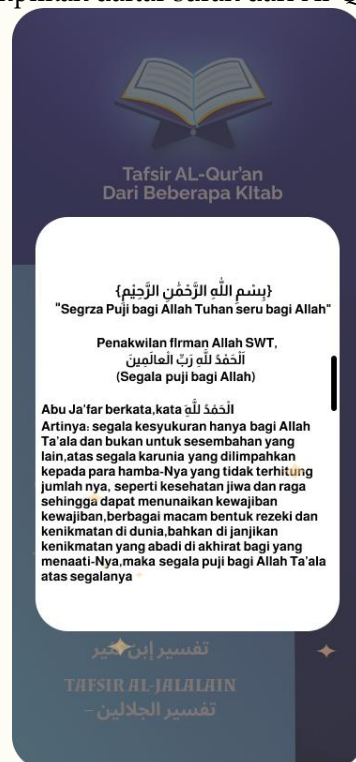 Tafsir AL-Qur'an
Dari Beberapa KItab
{بِسْمِ اللَّهِ الرَّحْمَٰنِ الرَّحِيْمِ}
"Segrza Puji bagi Allah Tuhan seru bagi Allah"
Penakwilan firman Allah SWT,
اَلْحَمْدُ لِلَّهِ رَبِّ الْعَالَمِينَ
(Segala puji bagi Allah)
Abu Ja'far berkata,kata الْحَمْدُ لِلَّهِ
Artinya: segala kesyukuran hanya bagi Allah
Ta'ala dan bukan untuk sesembahan yang
lain,atas segala karunia yang dilimpahkan
kepada para hamba-Nya yang tidak terhitung
jumlah nya, seperti kesehatan jiwa dan raga
sehingga dapat menunaikan kewajiban
kewajiban,berbagai macam bentuk rezeki dan
kenikmatan di dunia,bahkan di janjikan
kenikmatan yang abadi di akhirat bagi yang
menaati-Nya,maka segala puji bagi Allah Ta'ala
atas segalanya
تفسير إبن
TAFSIR AL-JALALAIN
تفسير الجلالين –